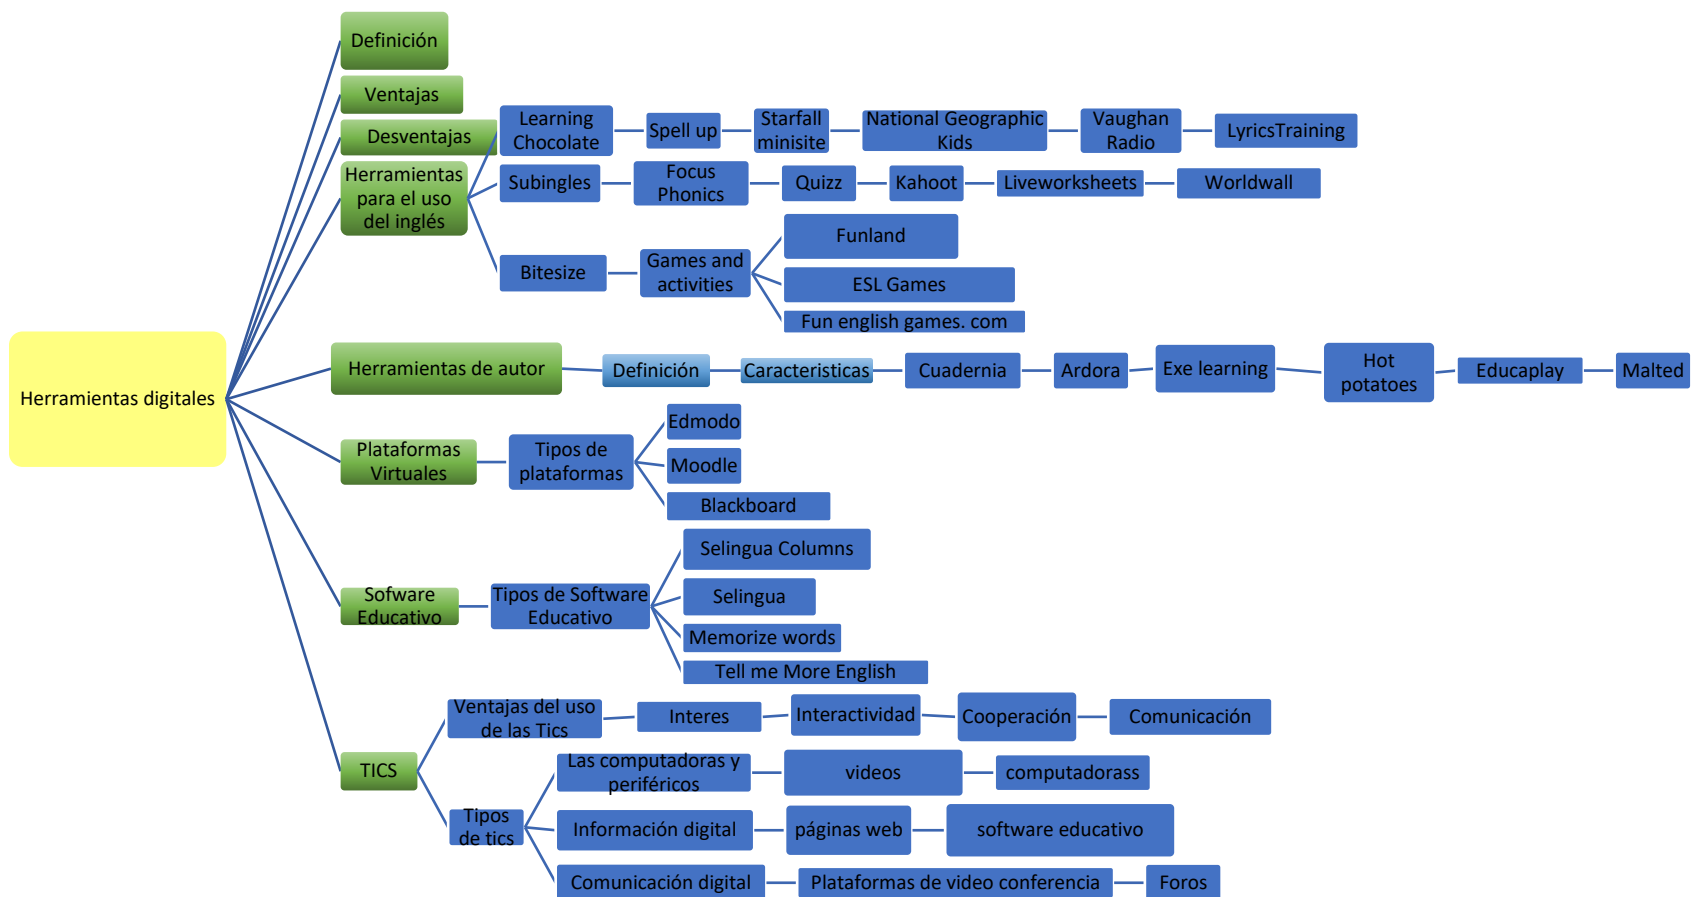 Herramientas digitales
Definición
Ventajas
Desventajas
Herramientas
para el uso
del inglés
Learning
Chocolate
Spell up
Starfall
minisite
National Geographic
Kids
Vaughan
Radio
LyricsTraining
Subingles
Focus
Phonics
Quizz
Kahoot
Liveworksheets
Worldwall
Bitesize
Games and
activities
Funland
ESL Games
Fun english games. com
Herramientas de autor
Definición
Caracteristicas
Cuadernia
Ardora
Exe learning
Hot
potatoes
Educaplay
Malted
Plataformas
Virtuales
Tipos de
plataformas
Edmodo
Moodle
Blackboard
Sofware
Educativo
Tipos de Software
Educativo
Selingua Columns
Selingua
Memorize words
Tell me More English
TICS
Ventajas del uso
de las Tics
Interes
Interactividad
Cooperación
Comunicación
Tipos
de tics
Las computadoras y
periféricos
videos
computadorass
Información digital
páginas web
software educativo
Comunicación digital
Plataformas de video conferencia
Foros